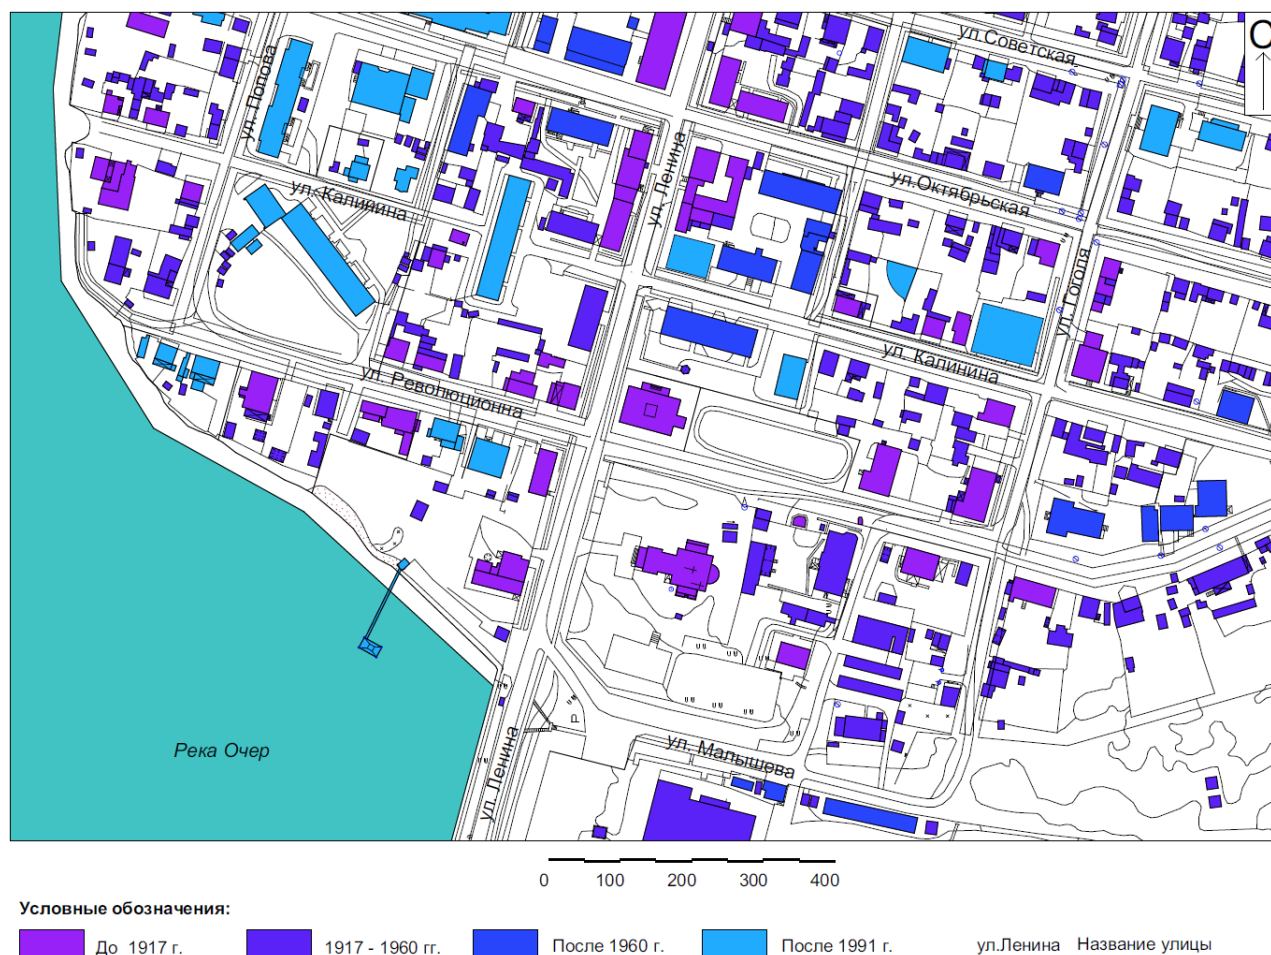 С
ул.Советская
ул.Попова
ул. Калинина
ул. Ленина
ул.Октябрьская
ул. Гоголя
ул. Калинина
ул. Революционна
Река Очер
ул. Ленина
P
ул. Малышева
0 100 200 300 400
Условные обозначения:
До 1917 г. 1917 - 1960 гг. После 1960 г. После 1991 г. ул.Ленина Название улицы